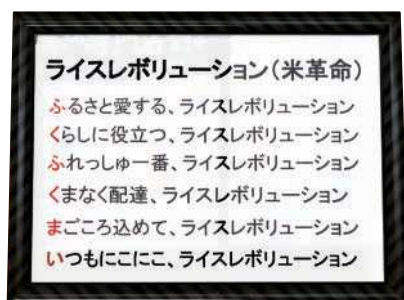 ライスレボリューション（米革命）
ふるさと愛する、ライスレボリューション
くらしに役立つ、ライスレボリューション
ふれっしゅ一番、ライスレボリューション
くまなく配達、ライスレボリューション
まごころ込めて、ライスレボリューション
いつもにこにこ、ライスレボリューション